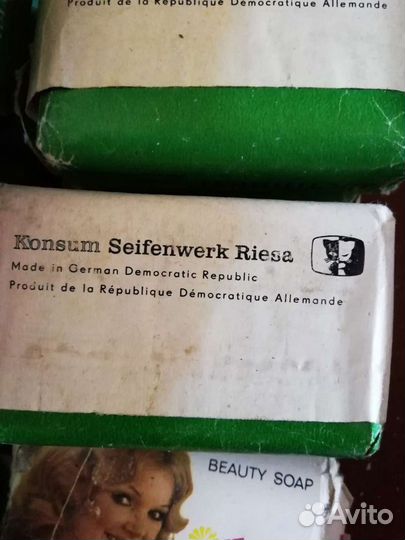 Produit de la République Démocratique Allemande
Konsum Seifenwerk Riesa
R
Made in German Democratic Republic
Produit de la République Démocratique Allemande
BEAUTY SOAP
Avito